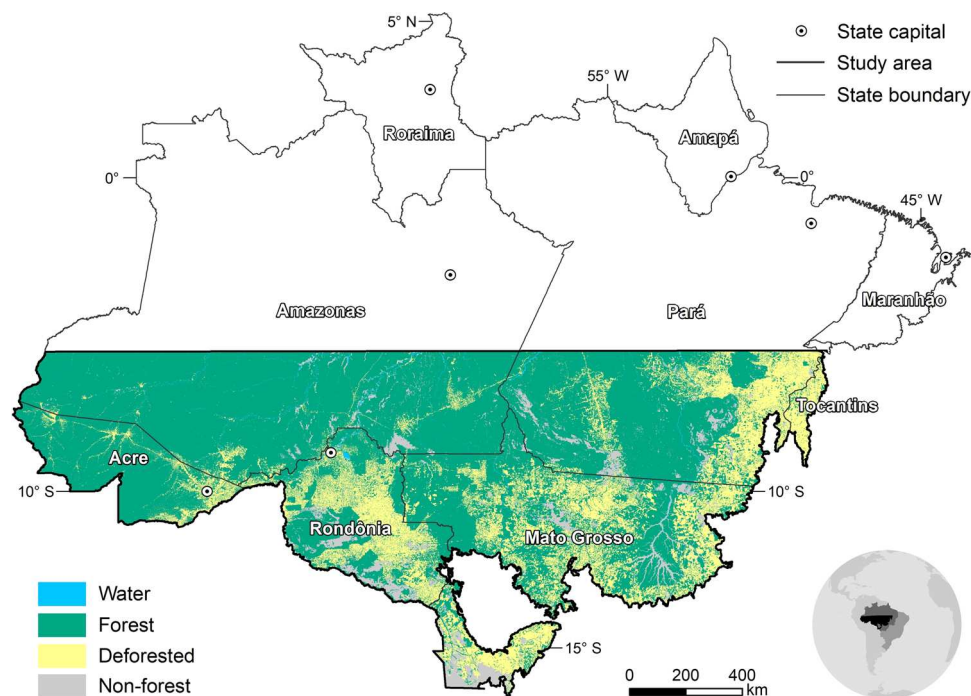 5° N
State capital
Study area
State boundary
55° W
Roraima
Amapá
0°
0°
45° W
Amazonas
Pará
Maranhão
Tocantins
Acre
10° S
10° S
Rondônia
Mato Grosso
15° S
Water
Forest
Deforested
Non-forest
0 200 400
km